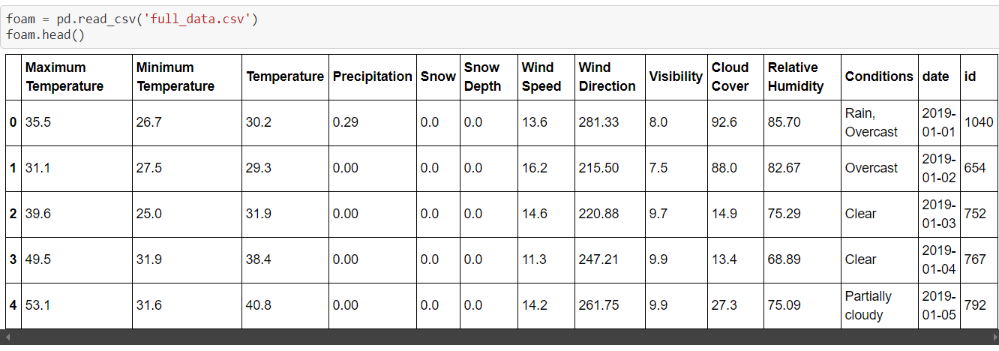 foam = pd.read_csv('full_data.csv')
foam.head()
Maximum Temperature Minimum Temperature Temperature Precipitation Snow Snow Depth Wind Speed Wind Direction Visibility Cloud Cover Relative Humidity Conditions date id
0 35.5 26.7 30.2 0.29 0.0 0.0 13.6 281.33 8.0 92.6 85.70 Rain, Overcast 2019-01-01 1040
1 31.1 27.5 29.3 0.00 0.0 0.0 16.2 215.50 7.5 88.0 82.67 Overcast 2019-01-02 654
2 39.6 25.0 31.9 0.00 0.0 0.0 14.6 220.88 9.7 14.9 75.29 Clear 2019-01-03 752
3 49.5 31.9 38.4 0.00 0.0 0.0 11.3 247.21 9.9 13.4 68.89 Clear 2019-01-04 767
4 53.1 31.6 40.8 0.00 0.0 0.0 14.2 261.75 9.9 27.3 75.09 Partially cloudy 2019-01-05 792